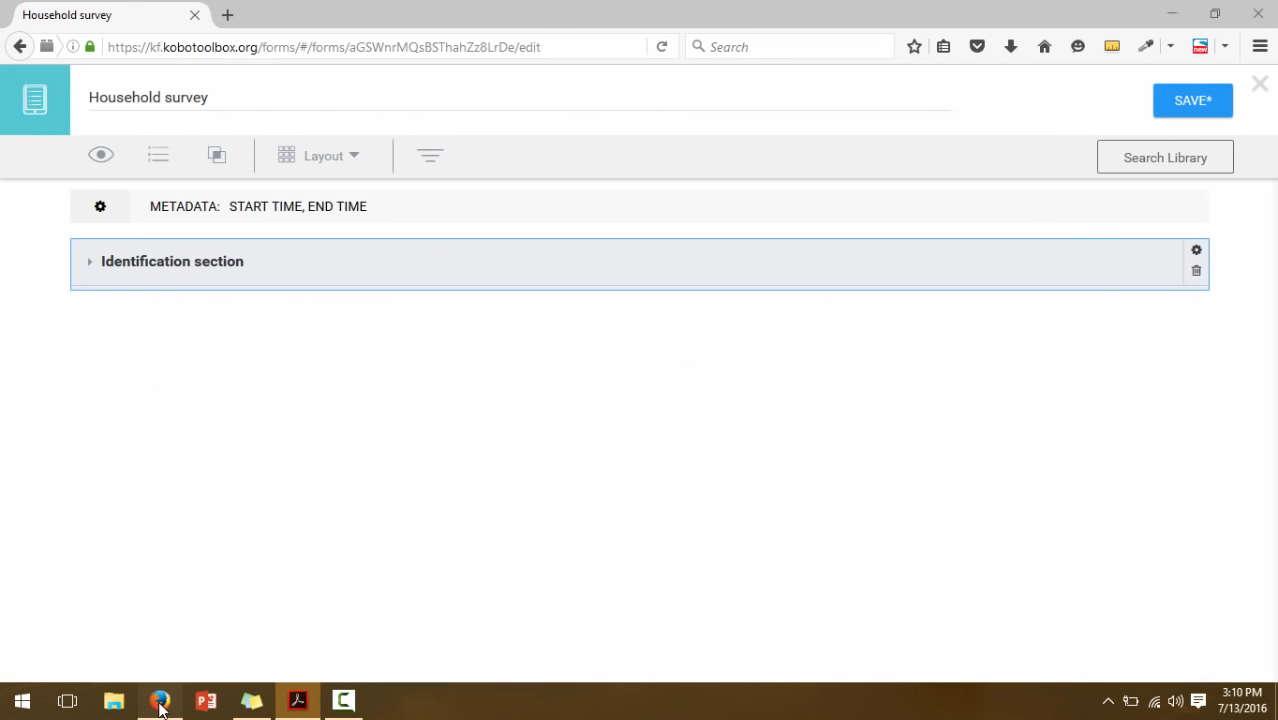 Household survey
https://kf.kobotoolbox.org/forms/#/forms/aGSWnrMQsBSThahZz8LrDe/edit
Search
new
Household survey
SAVE*
Layout
Search Library
METADATA: START TIME, END TIME
Identification section
3:10 PM
7/13/2016